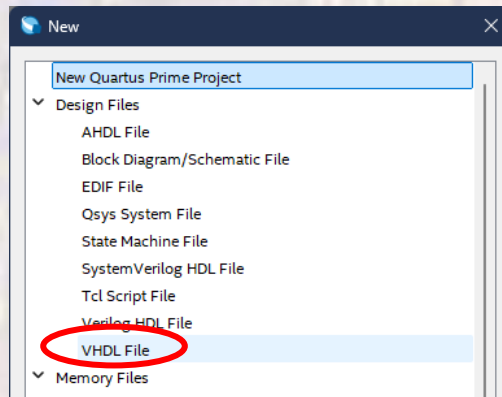 New
New Quartus Prime Project
Design Files
AHDL File
Block Diagram/Schematic File
EDIF File
Qsys System File
State Machine File
SystemVerilog HDL File
Tcl Script File
Verilog HDL File
VHDL File
Memory Files